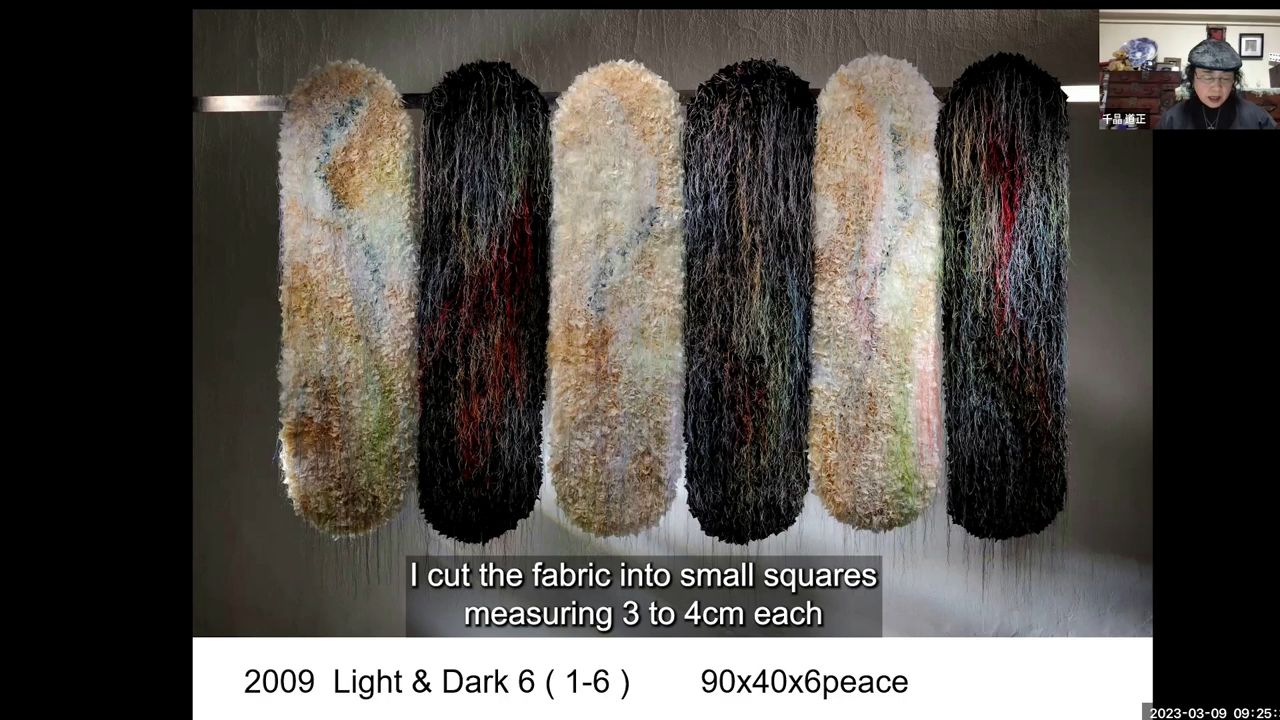 千品 道正
I cut the fabric into small squares
measuring 3 to 4cm each
2009 Light & Dark 6 ( 1-6 ) 90x40x6peace
2023-03-09 09:25: